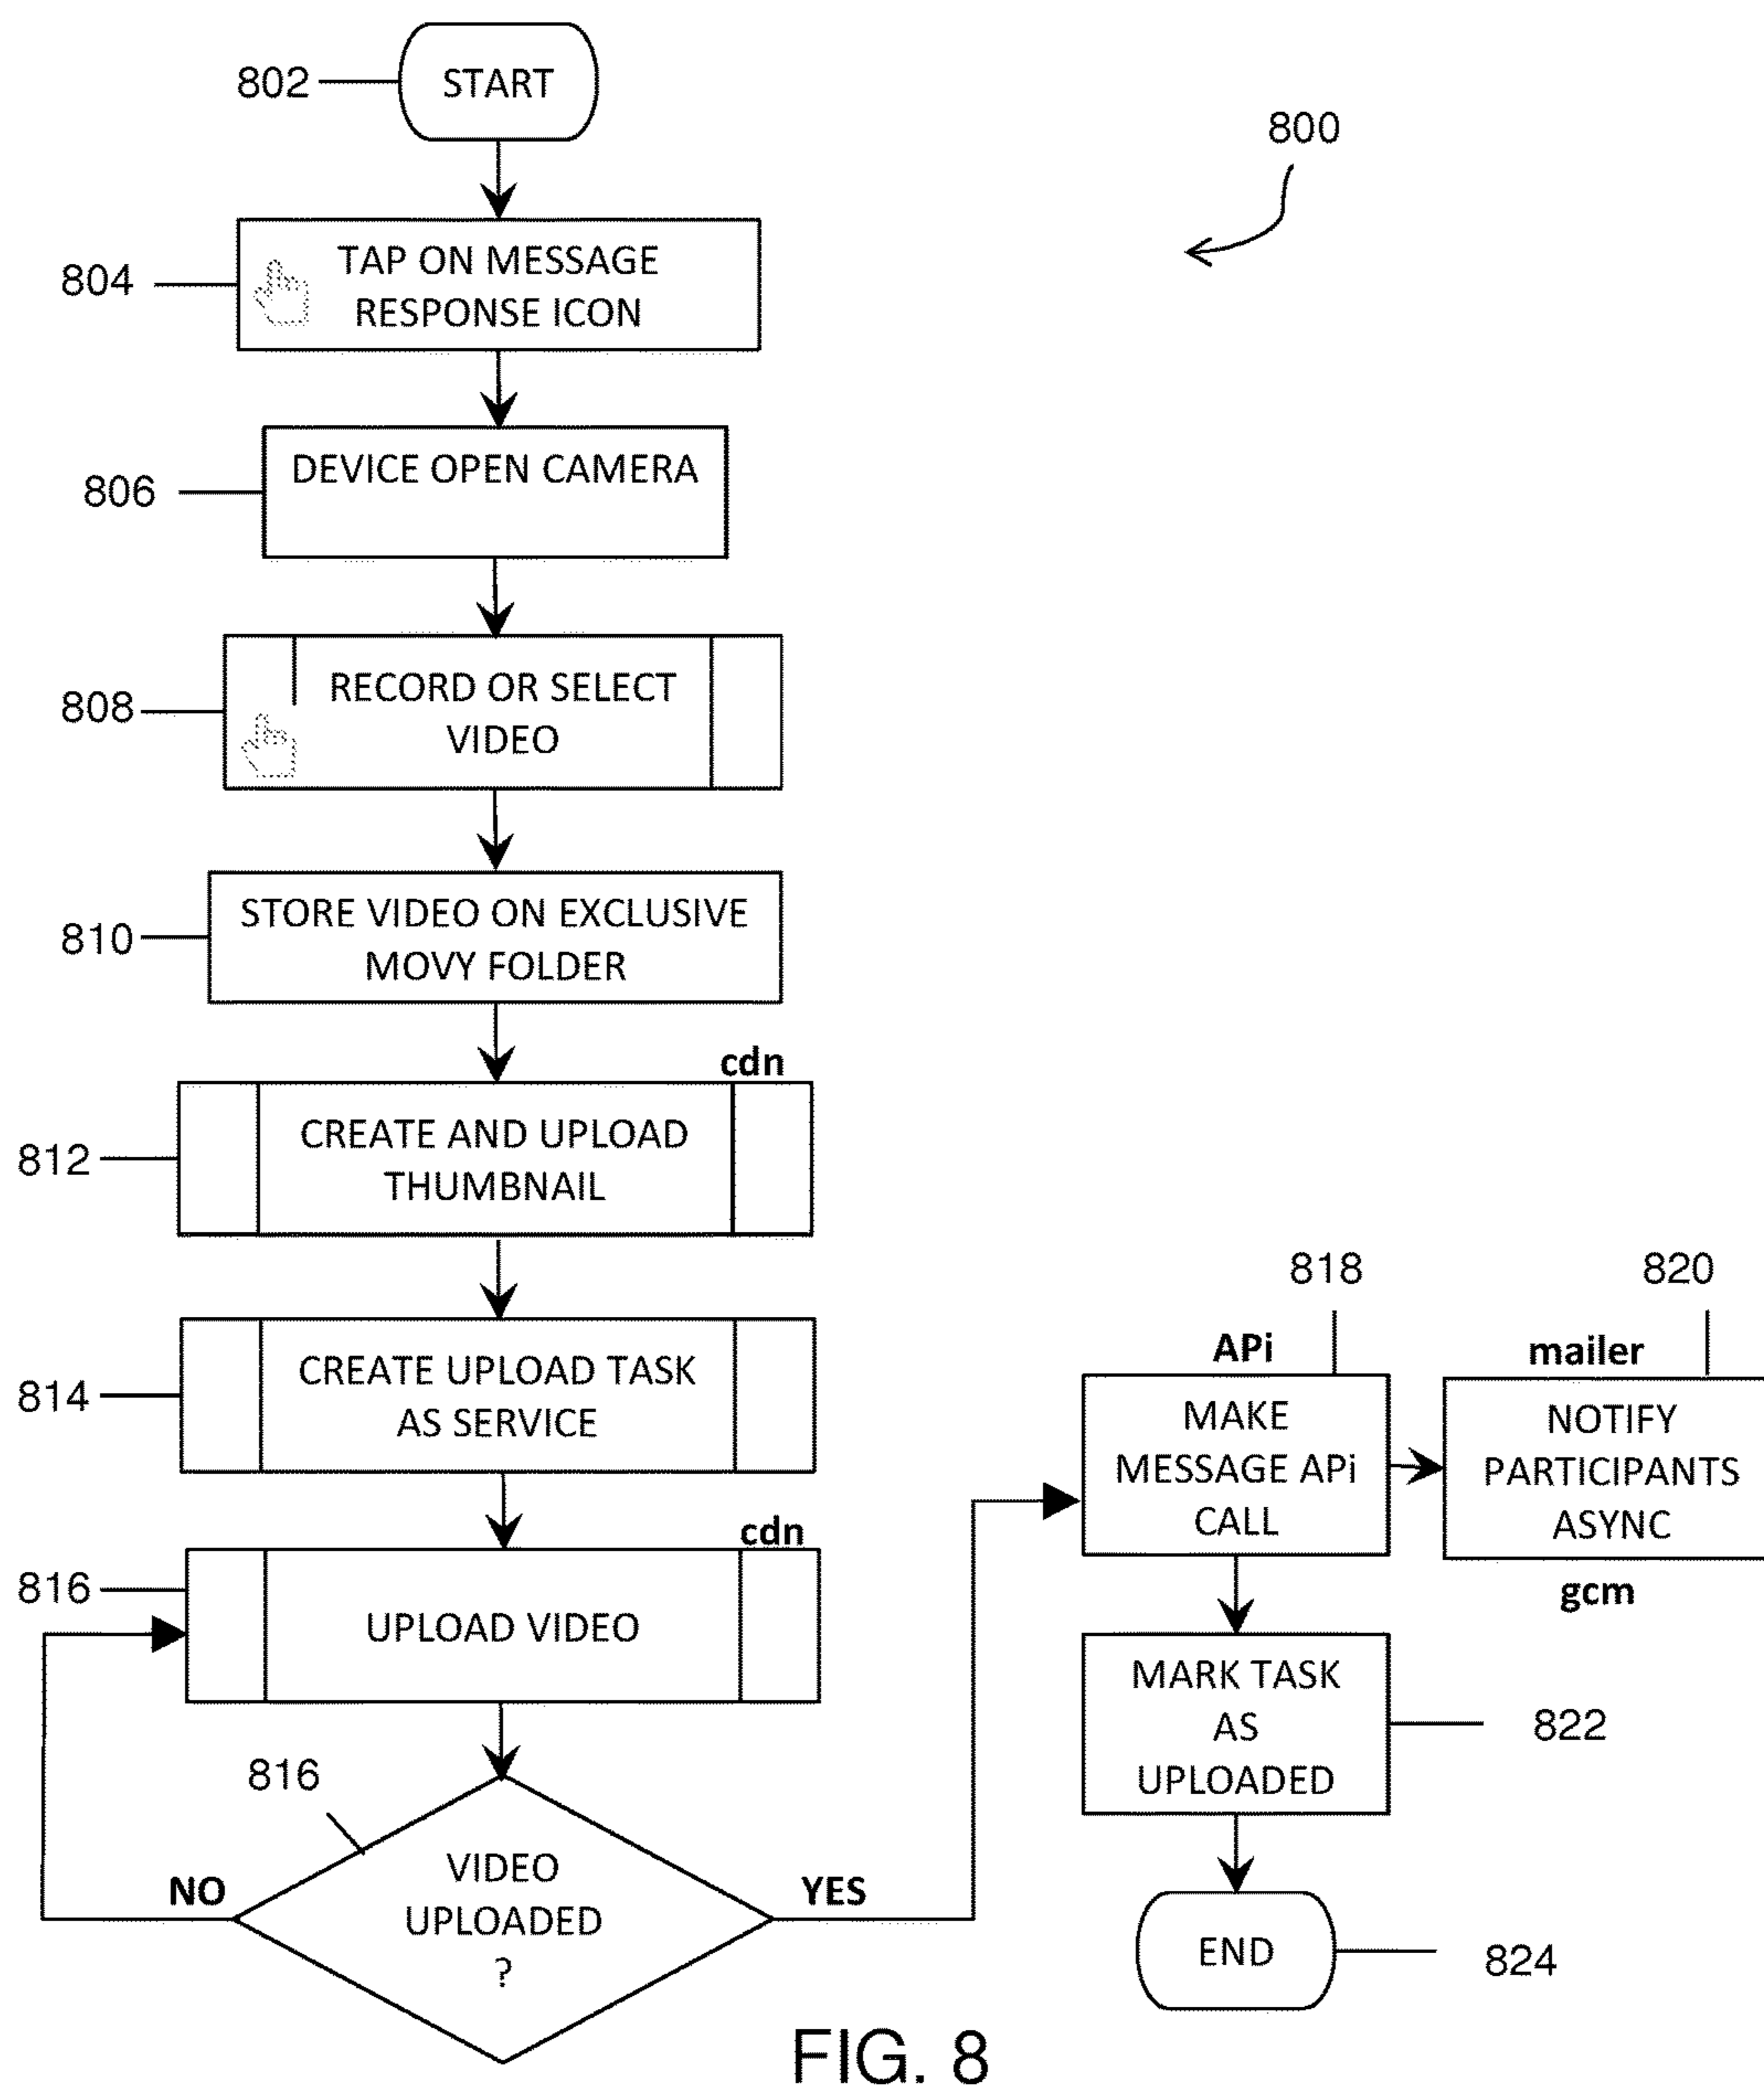 802
START
800
804
TAP ON MESSAGE
RESPONSE ICON
806
DEVICE OPEN CAMERA
808
RECORD OR SELECT
VIDEO
810
STORE VIDEO ON EXCLUSIVE
MOVY FOLDER
cdn
812
CREATE AND UPLOAD
THUMBNAIL
814
CREATE UPLOAD TASK
AS SERVICE
cdn
816
UPLOAD VIDEO
816
VIDEO
UPLOADED
?
NO
YES
818
APi
MAKE
MESSAGE APi
CALL
820
mailer
NOTIFY
PARTICIPANTS
ASYNC
gcm
MARK TASK
AS
UPLOADED
822
END
824
FIG. 8